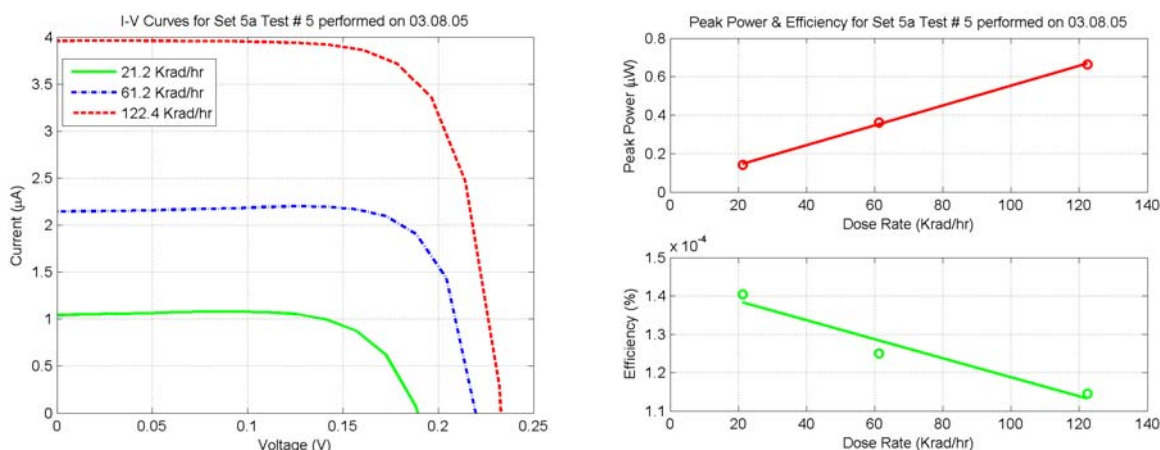 I-V Curves for Set 5a Test # 5 performed on 03.08.05
4
3.5
3
2.5
2
1.5
1
0.5
0
Current (μA)
21.2 Krad/hr
61.2 Krad/hr
122.4 Krad/hr
0 0.05 0.1 0.15 0.2 0.25
Voltage (V)
Peak Power & Efficiency for Set 5a Test # 5 performed on 03.08.05
0.8
0.6
0.4
0.2
0
Peak Power (μW)
0 20 40 60 80 100 120 140
Dose Rate (Krad/hr)
x 10-4
1.5
1.4
1.3
1.2
1.1
Efficiency (%)
0 20 40 60 80 100 120 140
Dose Rate (Krad/hr)